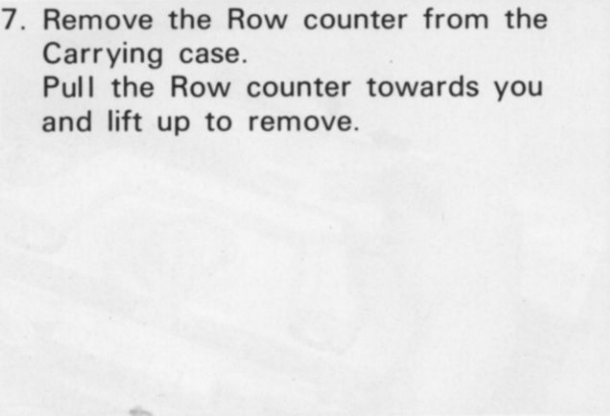 7. Remove the Row counter from the
Carrying case.
Pull the Row counter towards you
and lift up to remove.